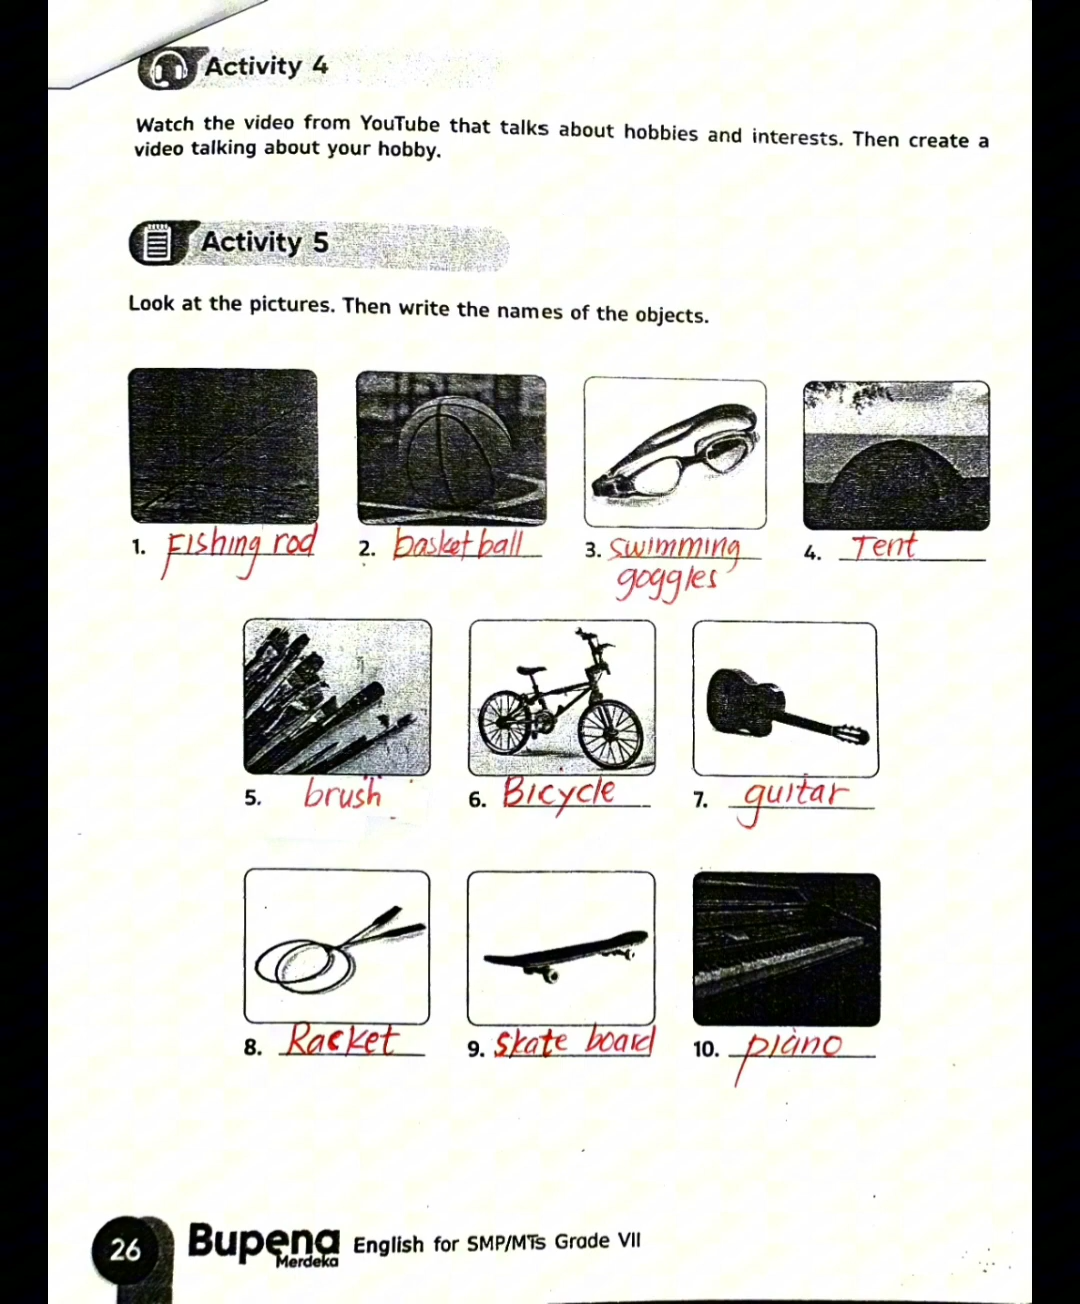 Activity 4
Watch the video from YouTube that talks about hobbies and interests. Then create a
video talking about your hobby.
Activity 5
Look at the pictures. Then write the names of the objects.
1. Fishing rod 2. basket ball 3. swimming goggles 4. Tent
5. brush 6. Bicycle 7. guitar
8. Racket 9. Skate board 10. piano
26 Bupena Merdeka English for SMP/MTs Grade VII